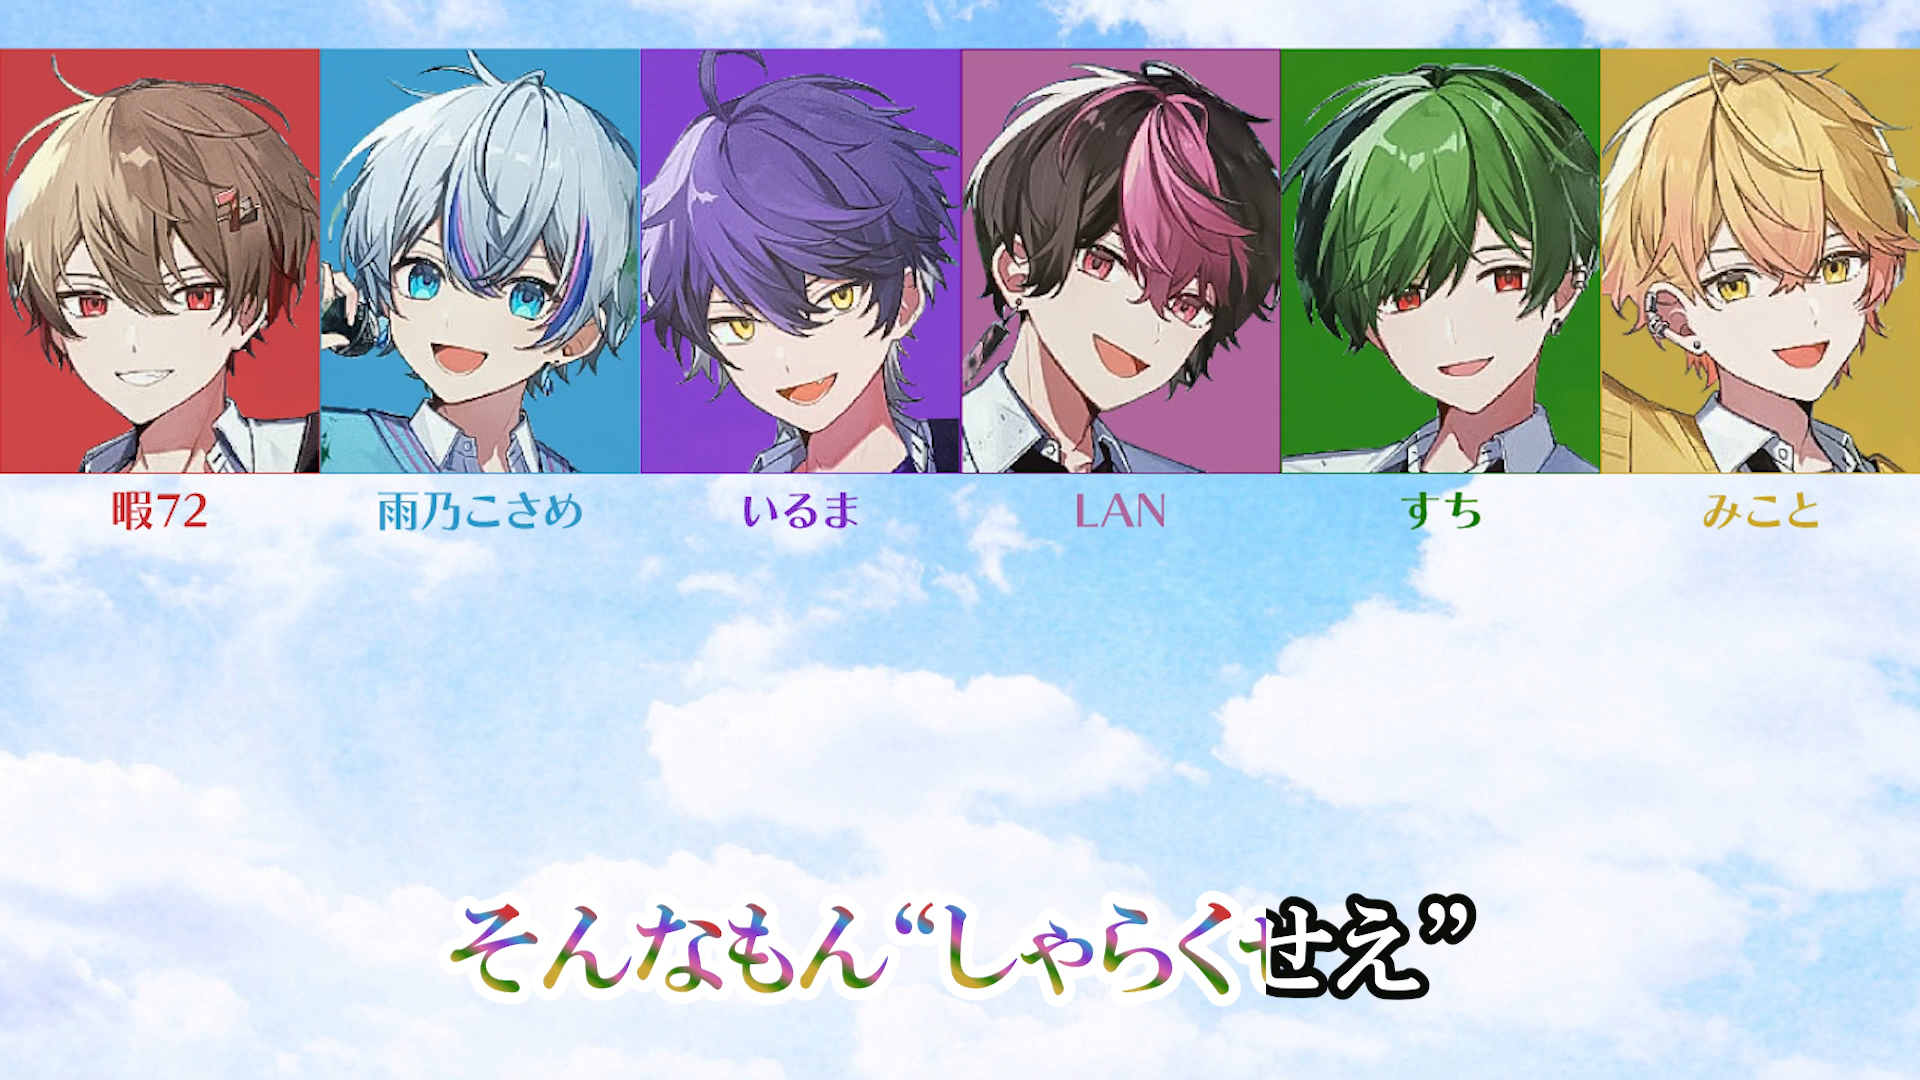 暇72
雨乃こさめ
いるま
LAN
すち
みこと
そんなもん“しゃらくせえ”